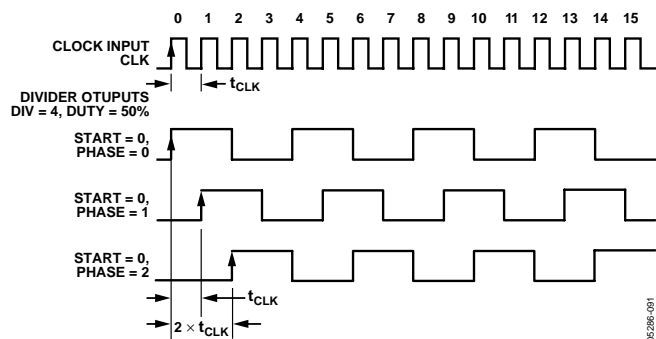 0 1 2 3 4 5 6 7 8 9 10 11 12 13 14 15
CLOCK INPUT
CLK
tCLK
DIVIDER OTUPUTS
DIV = 4, DUTY = 50%
START = 0,
PHASE = 0
START = 0,
PHASE = 1
START = 0,
PHASE = 2
tCLK
2 × tCLK
05286-091